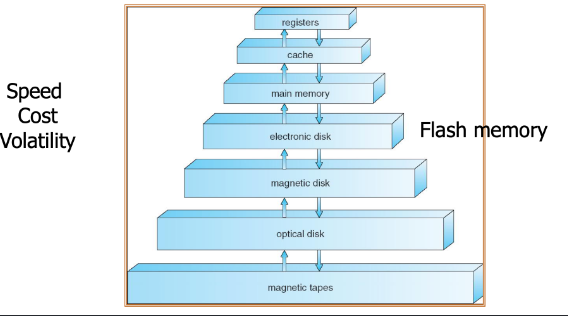 registers
cache
main memory
electronic disk
magnetic disk
optical disk
magnetic tapes
Speed
Cost
Volatility
Flash memory